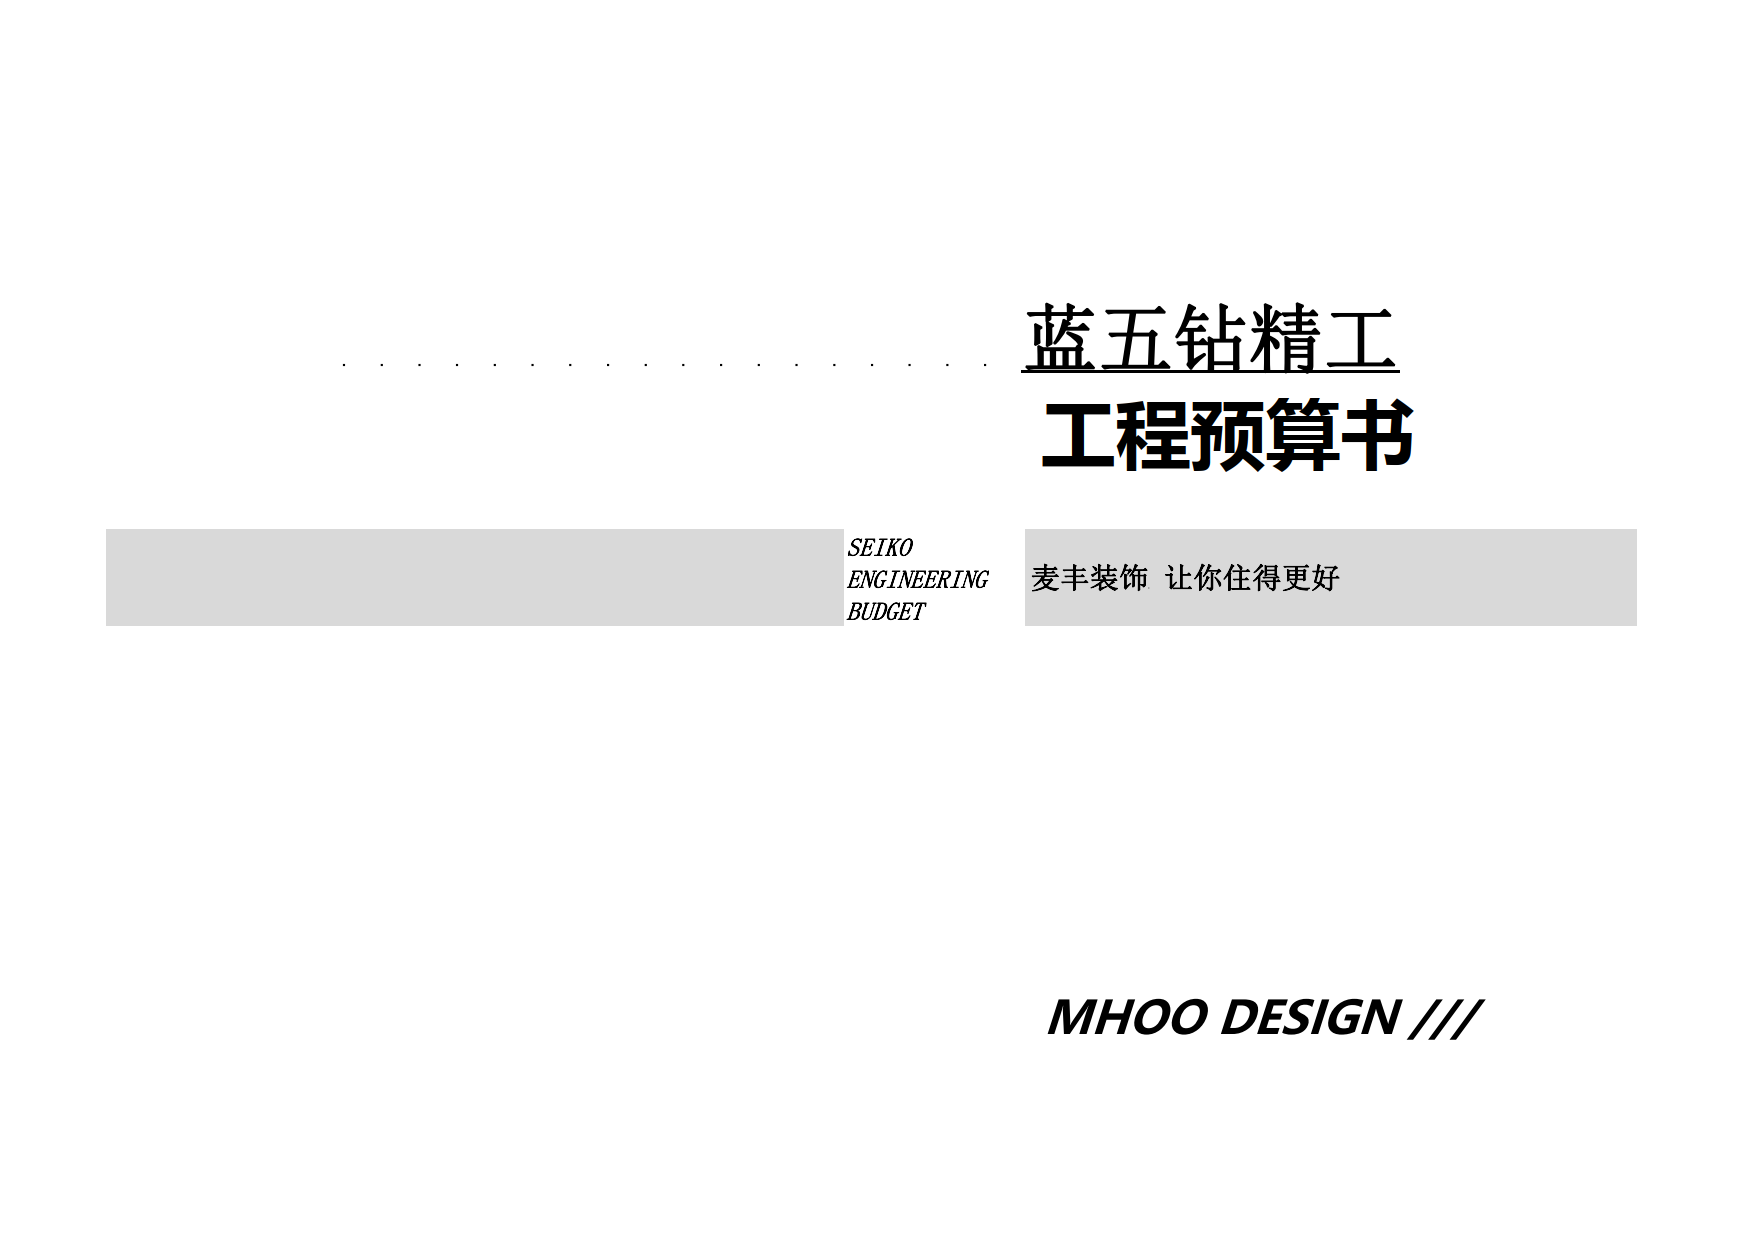 . . . . . . . . . . . . . . . . . . 蓝五钻精工
工程预算书
SEIKO
ENGINEERING
BUDGET
麦丰装饰 让你住得更好
MHOO DESIGN ///